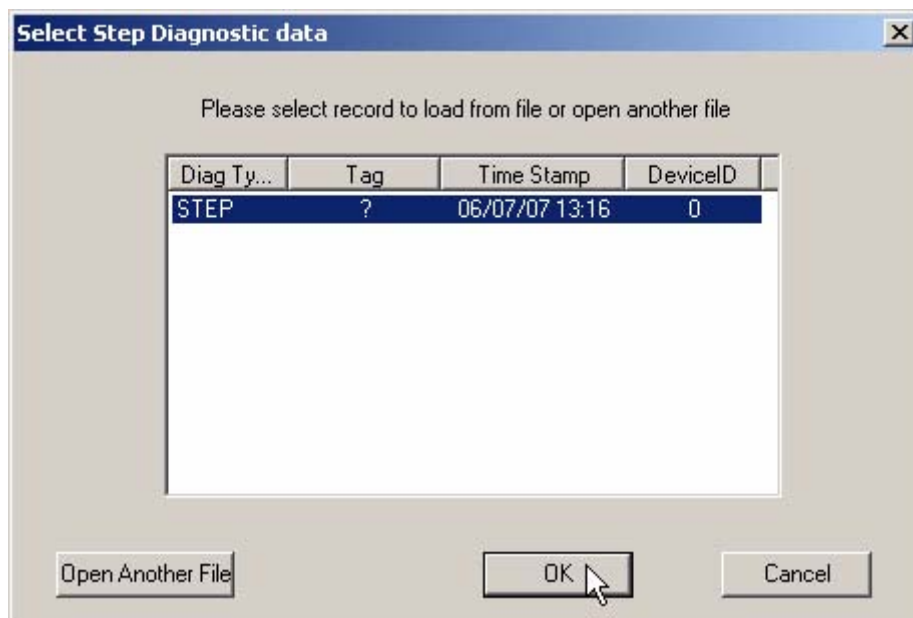 Select Step Diagnostic data
Please select record to load from file or open another file
Diag Ty... Tag Time Stamp DeviceID
STEP ? 06/07/07 13:16 0
Open Another File OK Cancel